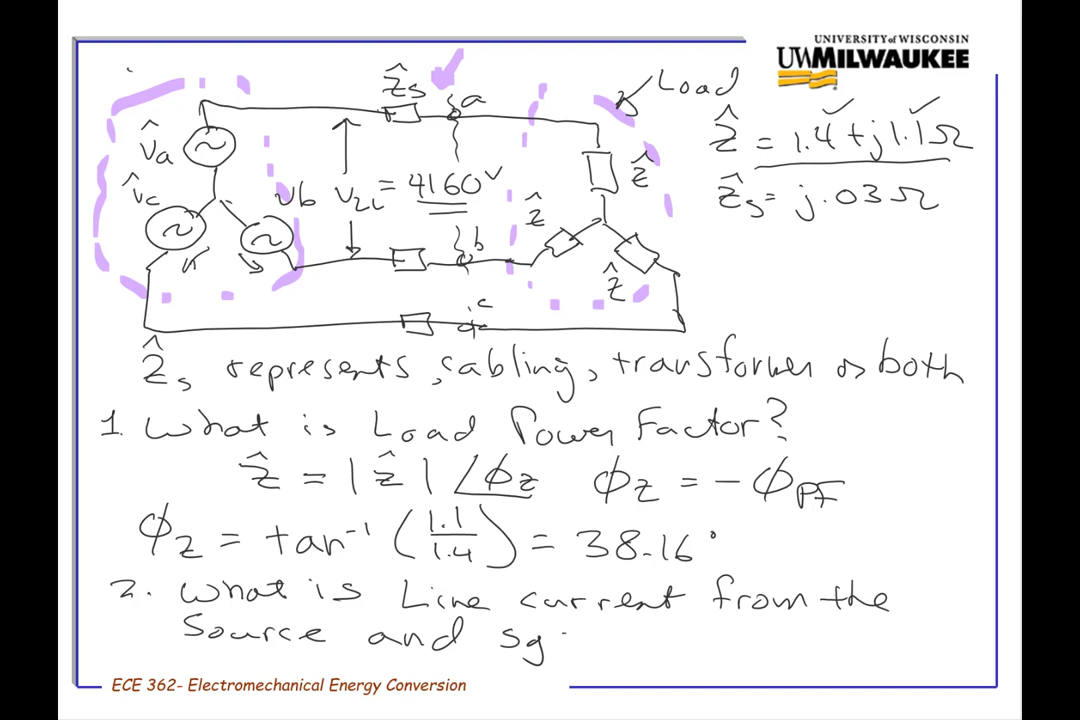 UNIVERSITY of WISCONSIN
UWMILWAUKEE
Load
Ẑs
a
Ẑ = 1.4 + j1.1Ω
Ẑs = j.03Ω
V̂a
V̂c
Vb
VLL = 4160V
Ẑ
Ẑ
Ẑ
b
c
Ẑs represents cabling, transformer or both
1. What is Load Power Factor?
Ẑ = |Ẑ| ∠ϕz ϕz = -ϕPF
ϕz = tan⁻¹ (1.1/1.4) = 38.16°
2. What is Line current from the
Source and sg
ECE 362- Electromechanical Energy Conversion